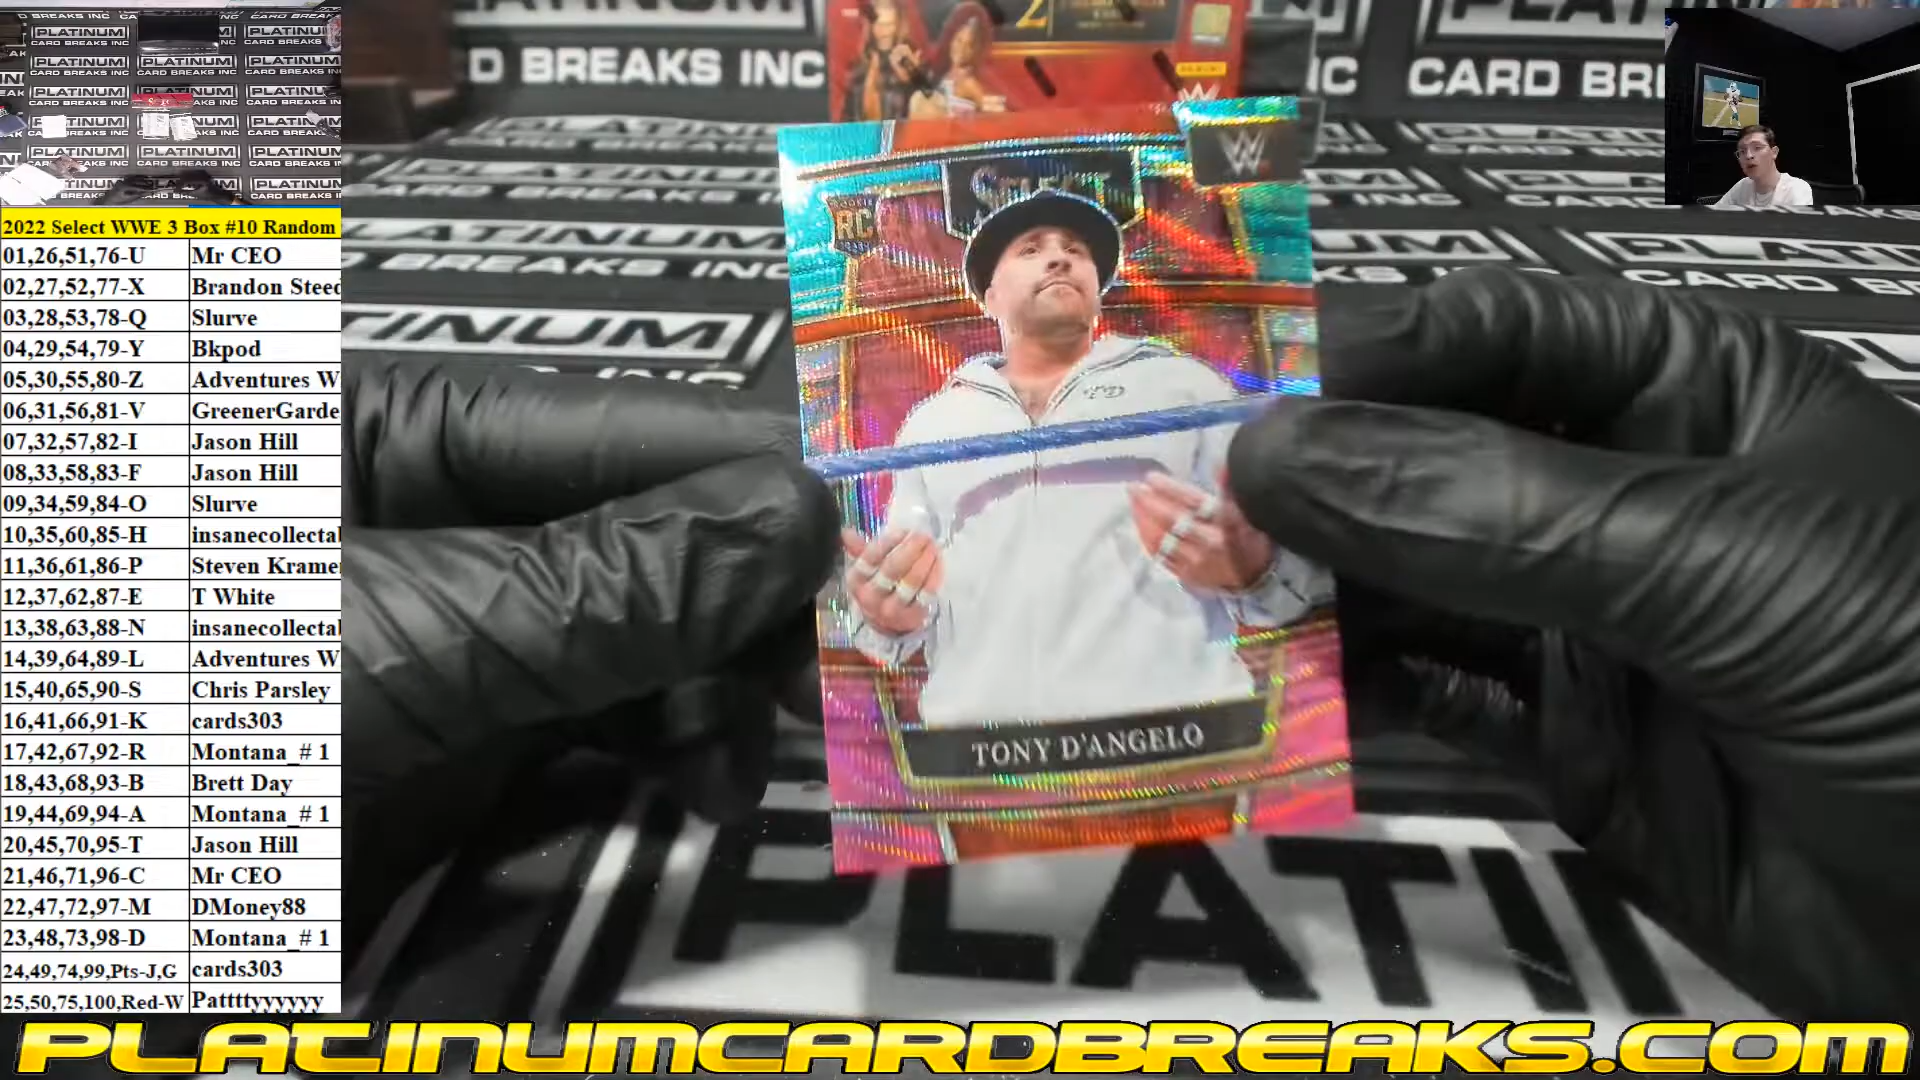 2022 Select WWE 3 Box #10 Random
01,26,51,76-U Mr CEO
02,27,52,77-X Brandon Steed
03,28,53,78-Q Slurve
04,29,54,79-Y Bkpod
05,30,55,80-Z Adventures W
06,31,56,81-V GreenerGarde
07,32,57,82-I Jason Hill
08,33,58,83-F Jason Hill
09,34,59,84-O Slurve
10,35,60,85-H insanecollecta
11,36,61,86-P Steven Kramer
12,37,62,87-E T White
13,38,63,88-N insanecollecta
14,39,64,89-L Adventures W
15,40,65,90-S Chris Parsley
16,41,66,91-K cards303
17,42,67,92-R Montana_# 1
18,43,68,93-B Brett Day
19,44,69,94-A Montana_# 1
20,45,70,95-T Jason Hill
21,46,71,96-C Mr CEO
22,47,72,97-M DMoney88
23,48,73,98-D Montana_# 1
24,49,74,99,Pts-J,G cards303
25,50,75,100,Red-W Patttyyyyyy
D BREAKS INC
CARD BREAKS
2
W
ROOKIE
RC
SELECT
TONY D'ANGELO
PLATIN
PLATINUMCARDBREAKS.COM